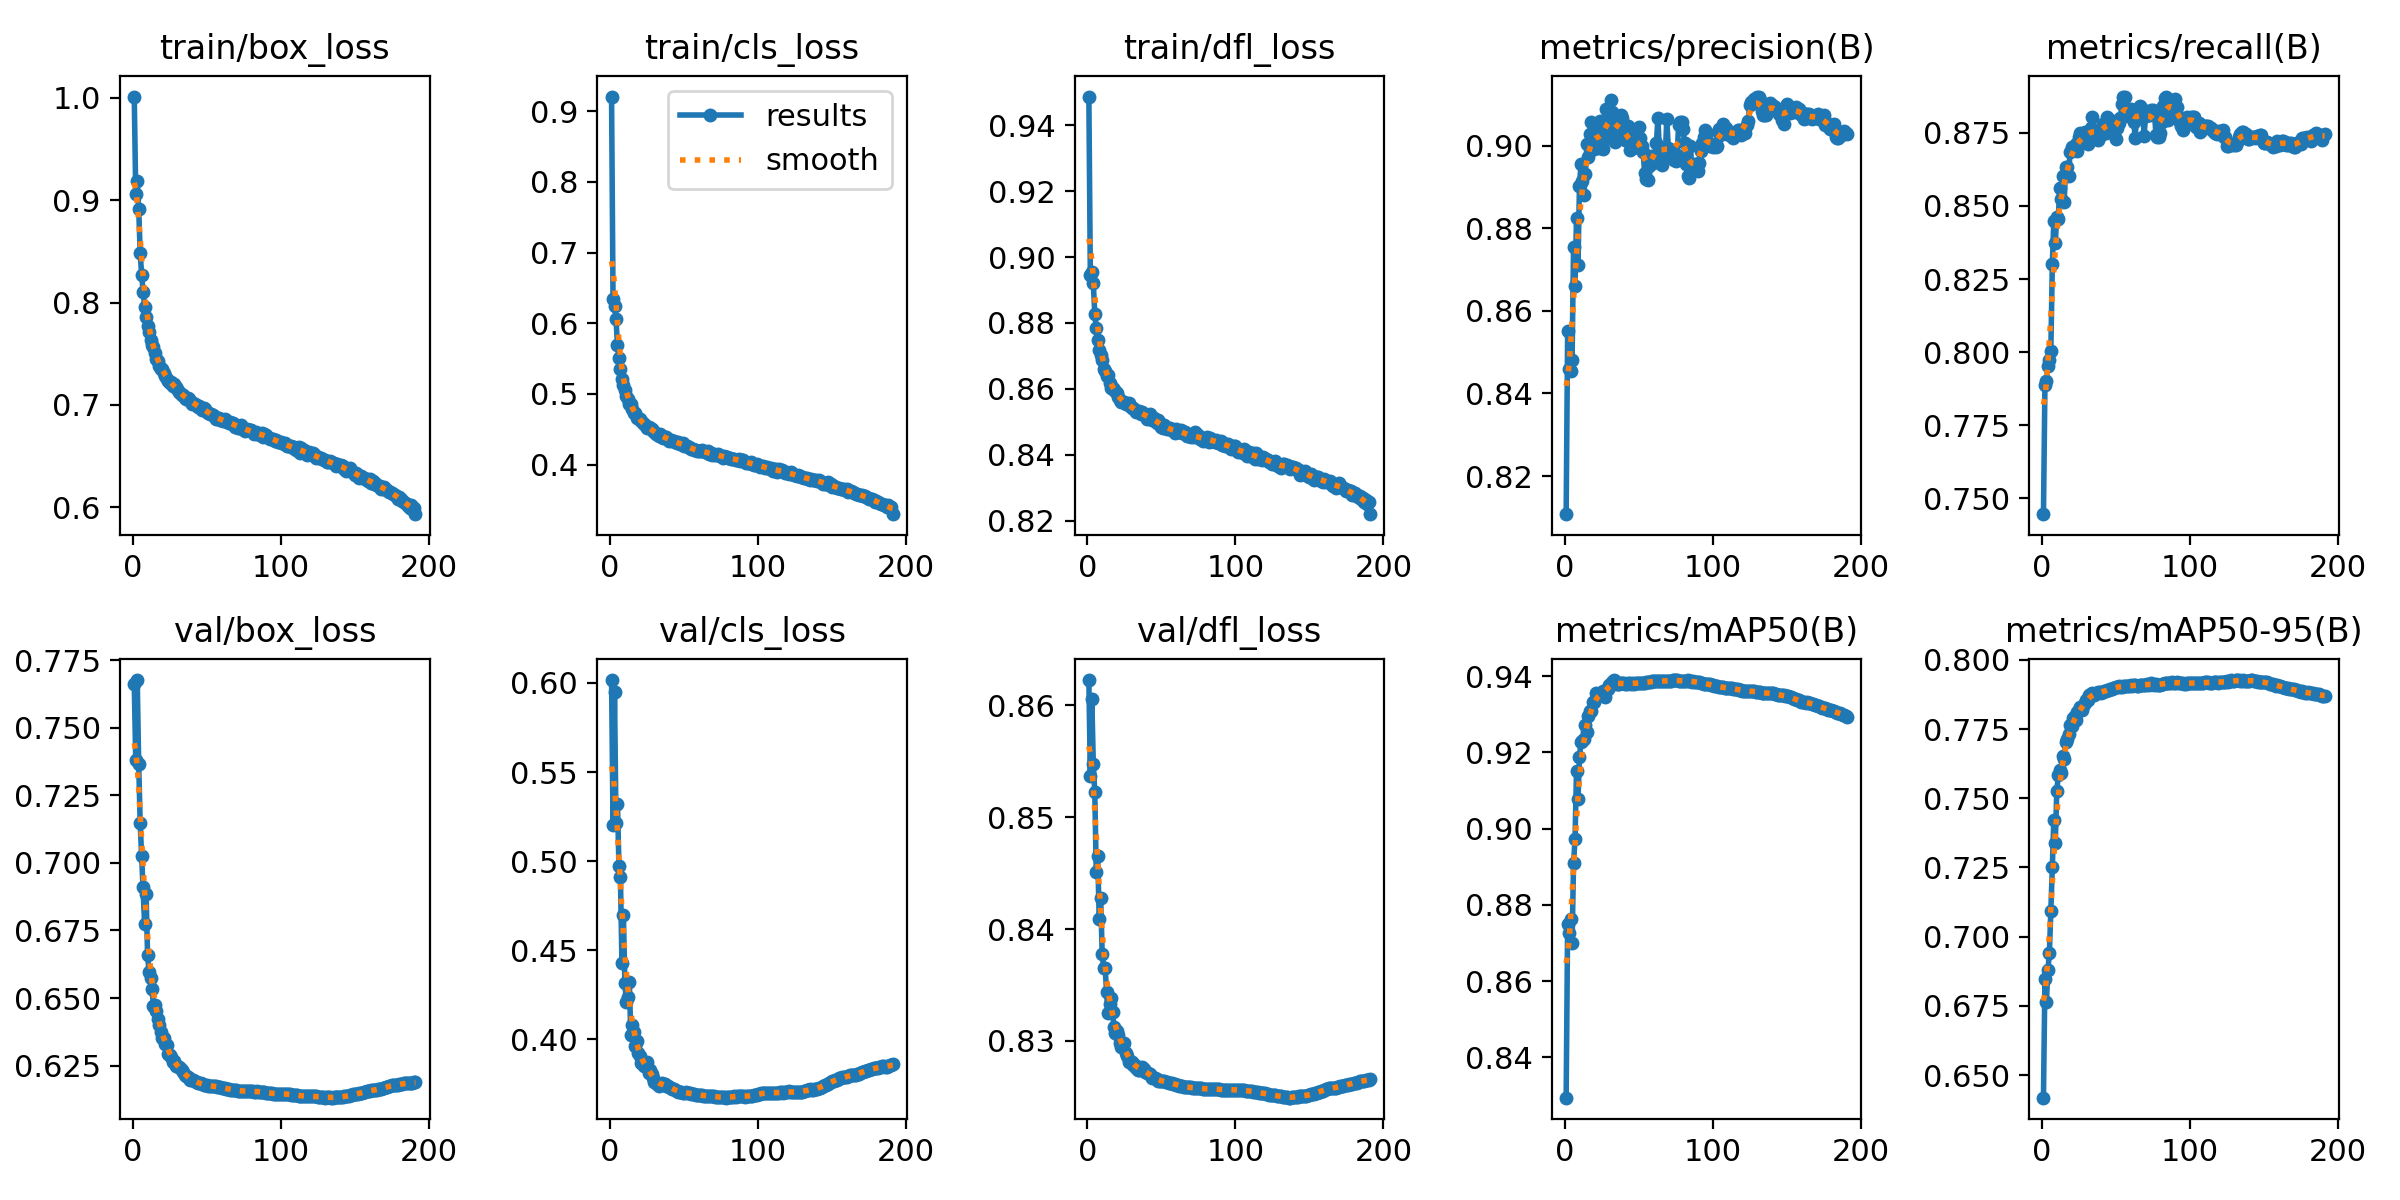 train/box_loss
1.0
0.9
0.8
0.7
0.6
0 100 200
train/cls_loss
results
smooth
0.9
0.8
0.7
0.6
0.5
0.4
0 100 200
train/dfl_loss
0.94
0.92
0.90
0.88
0.86
0.84
0.82
0 100 200
metrics/precision(B)
0.90
0.88
0.86
0.84
0.82
0 100 200
metrics/recall(B)
0.875
0.850
0.825
0.800
0.775
0.750
0 100 200
val/box_loss
0.775
0.750
0.725
0.700
0.675
0.650
0.625
0 100 200
val/cls_loss
0.60
0.55
0.50
0.45
0.40
0 100 200
val/dfl_loss
0.86
0.85
0.84
0.83
0 100 200
metrics/mAP50(B)
0.94
0.92
0.90
0.88
0.86
0.84
0 100 200
metrics/mAP50-95(B)
0.800
0.775
0.750
0.725
0.700
0.675
0.650
0 100 200